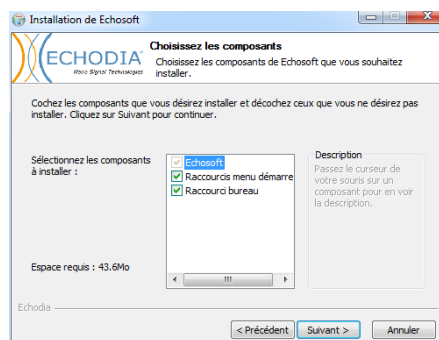 Installation de Echosoft
ECHODIA
Nano Signal Technologies
Choisissez les composants
Choisissez les composants de Echosoft que vous souhaitez
installer.
Cochez les composants que vous désirez installer et décochez ceux que vous ne désirez pas
installer. Cliquez sur Suivant pour continuer.
Sélectionnez les composants
à installer :
Echosoft
Raccourcis menu démarre
Raccourci bureau
Description
Passez le curseur de
votre souris sur un
composant pour en voir
la description.
Espace requis : 43.6Mo
Echodia
< Précédent
Suivant >
Annuler